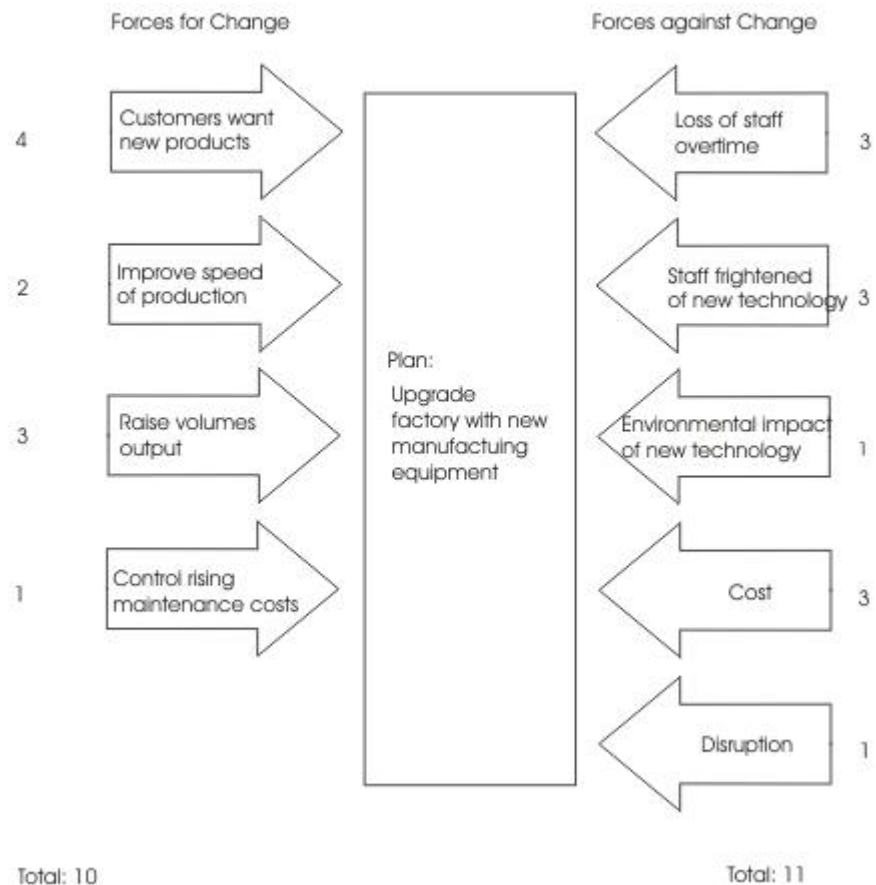 Forces for Change
Forces against Change
4
Customers want
new products
Loss of staff
overtime
3
2
Improve speed
of production
Staff frightened
of new technology
3
Plan:
Upgrade
factory with new
manufactuing
equipment
3
Raise volumes
output
Environmental impact
of new technology
1
1
Control rising
maintenance costs
Cost
3
Disruption
1
Total: 10
Total: 11